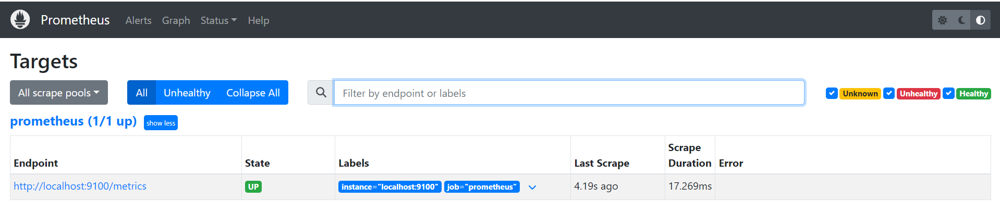 Prometheus Alerts Graph Status Help
Targets
All scrape pools All Unhealthy Collapse All Filter by endpoint or labels Unknown Unhealthy Healthy
prometheus (1/1 up) show less
Endpoint State Labels Last Scrape Scrape Duration Error
http://localhost:9100/metrics UP instance="localhost:9100" job="prometheus" 4.19s ago 17.269ms